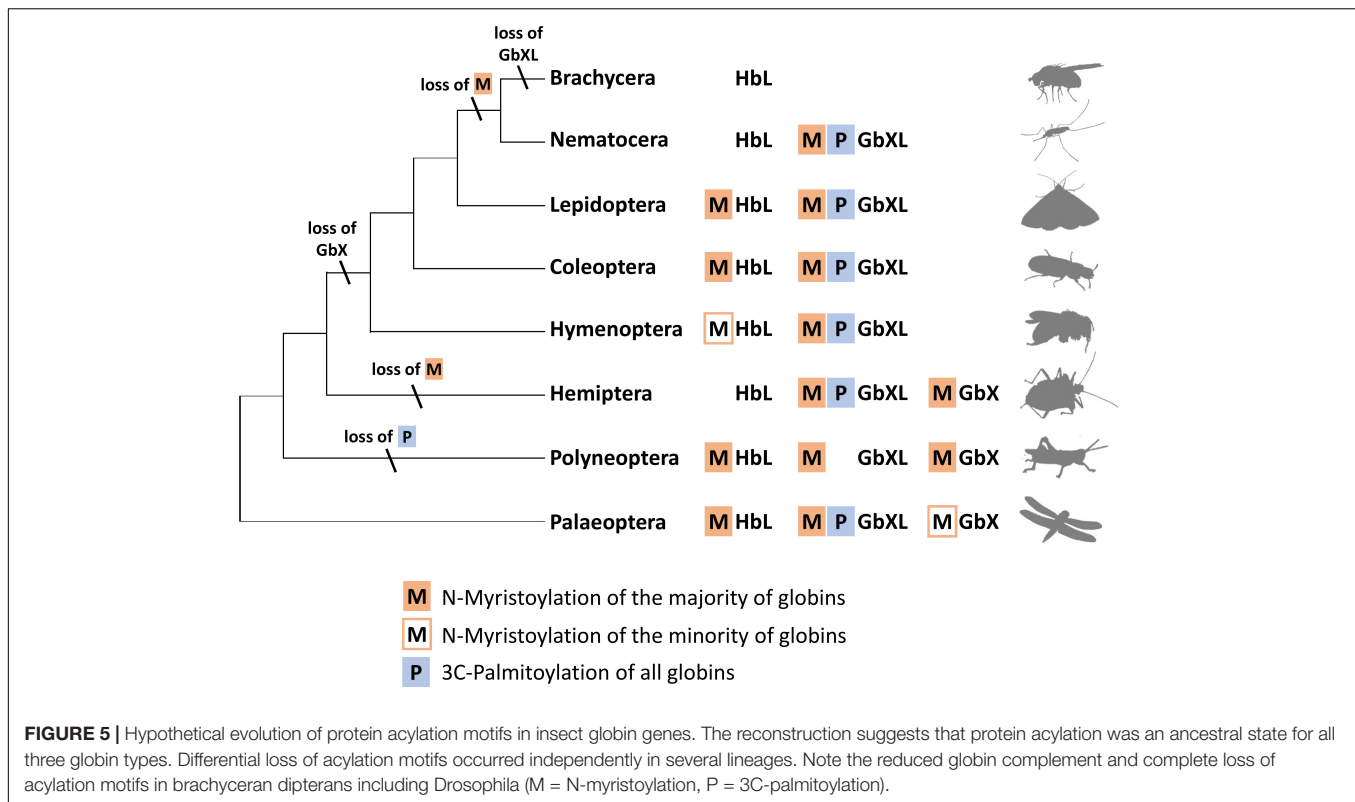 loss of
GbXL
Brachycera HbL
loss of M
Nematocera HbL M P GbXL
Lepidoptera M HbL M P GbXL
loss of
GbX
Coleoptera M HbL M P GbXL
Hymenoptera M HbL M P GbXL
loss of M
Hemiptera HbL M P GbXL M GbX
loss of P
Polyneoptera M HbL M GbXL M GbX
Palaeoptera M HbL M P GbXL M GbX
M N-Myristoylation of the majority of globins
M N-Myristoylation of the minority of globins
P 3C-Palmitoylation of all globins
FIGURE 5 | Hypothetical evolution of protein acylation motifs in insect globin genes. The reconstruction suggests that protein acylation was an ancestral state for all
three globin types. Differential loss of acylation motifs occurred independently in several lineages. Note the reduced globin complement and complete loss of
acylation motifs in brachyceran dipterans including Drosophila (M = N-myristoylation, P = 3C-palmitoylation).